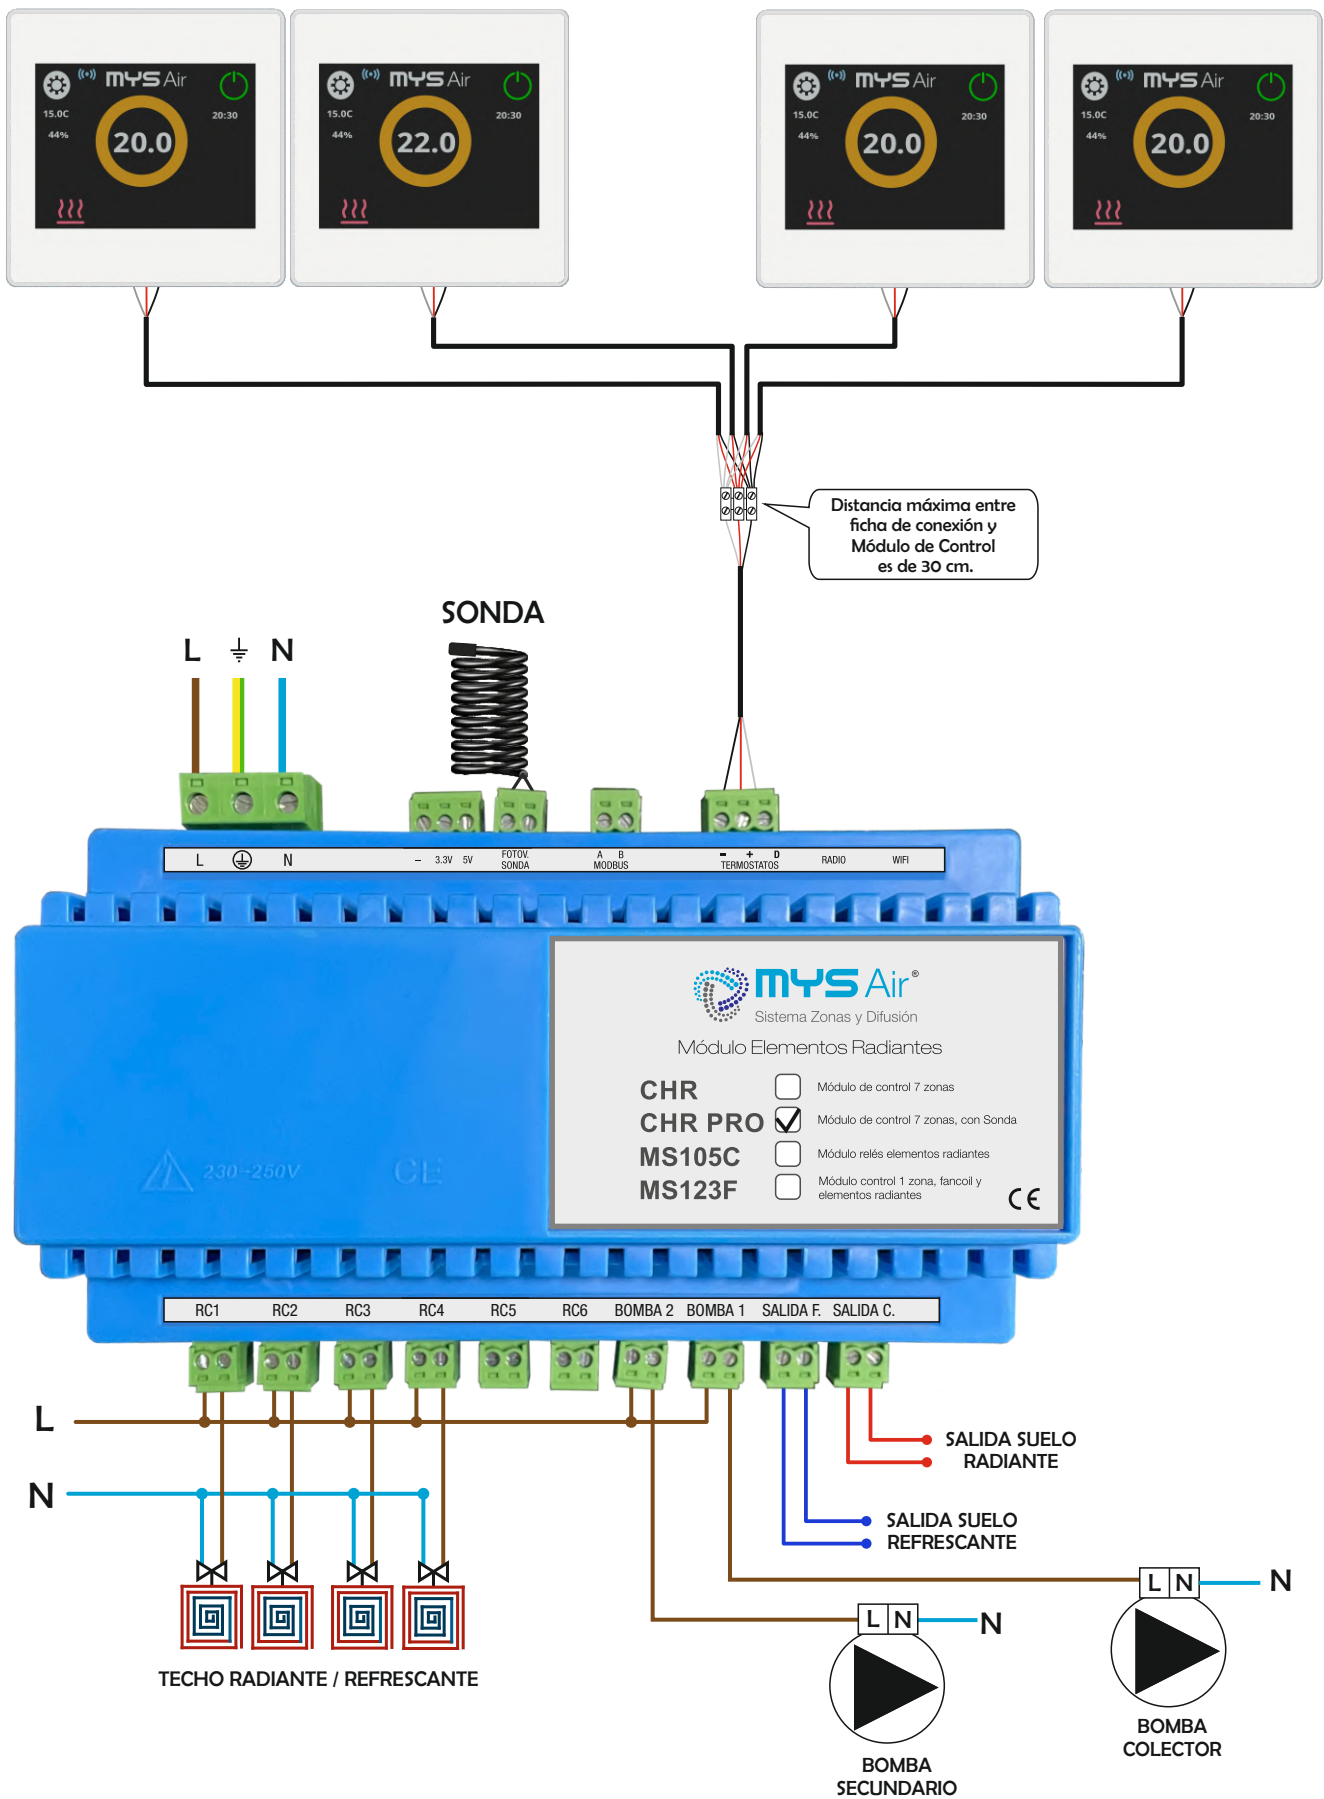 MYS Air
15.0C
20:30
44%
20.0
MYS Air
15.0C
20:30
44%
22.0
MYS Air
15.0C
20:30
44%
20.0
MYS Air
15.0C
20:30
44%
20.0
Distancia máxima entre
ficha de conexión y
Módulo de Control
es de 30 cm.
SONDA
L N
L N
– 3.3V 5V
FOTOV.
SONDA
A B
MODBUS
- + D
TERMOSTATOS
RADIO
WIFI
MYS Air®
Sistema Zonas y Difusión
Módulo Elementos Radiantes
CHR Módulo de control 7 zonas
CHR PRO Módulo de control 7 zonas, con Sonda
MS105C Módulo relés elementos radiantes
MS123F Módulo control 1 zona, fancoil y
elementos radiantes
CE
230~250V
CE
RC1 RC2 RC3 RC4 RC5 RC6 BOMBA 2 BOMBA 1 SALIDA F. SALIDA C.
L
SALIDA SUELO
RADIANTE
N
SALIDA SUELO
REFRESCANTE
L N N
L N N
TECHO RADIANTE / REFRESCANTE
BOMBA
COLECTOR
BOMBA
SECUNDARIO